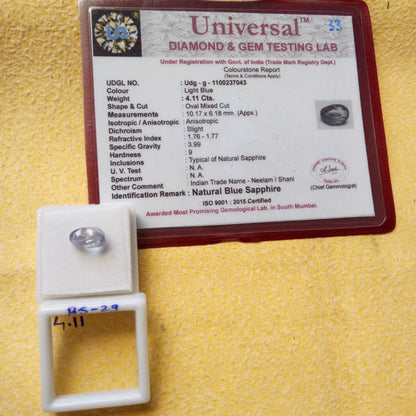 Universal™ 33
DIAMOND & GEM TESTING LAB
Under Registration with Govt. of India (Trade Mark Registry Dept.)
Colourstone Report
(Terms & Conditions Apply)
UDGL NO. : Udg - g - 1100237043
Colour : Light Blue
Weight : 4.11 Cts.
Shape & Cut : Oval Mixed Cut
Measurements : 10.17 x 6.18 mm. (Appx.)
Isotropic / Anisotropic : Anisotropic
Dichroism : Slight
Refractive Index : 1.76 - 1.77
Specific Gravity : 3.99
Hardness : 9
Inclusions : Typical of Natural Sapphire
U. V. Test : N. A.
Spectrum : N. A.
Other Comment : Indian Trade Name - Neelam / Shani
Identification Remark : Natural Blue Sapphire
(Chief Gemmologist)
ISO 9001 : 2015 Certified
Awarded Most Promising Gemological Lab. in South Mumbai.
BS-29
4.11